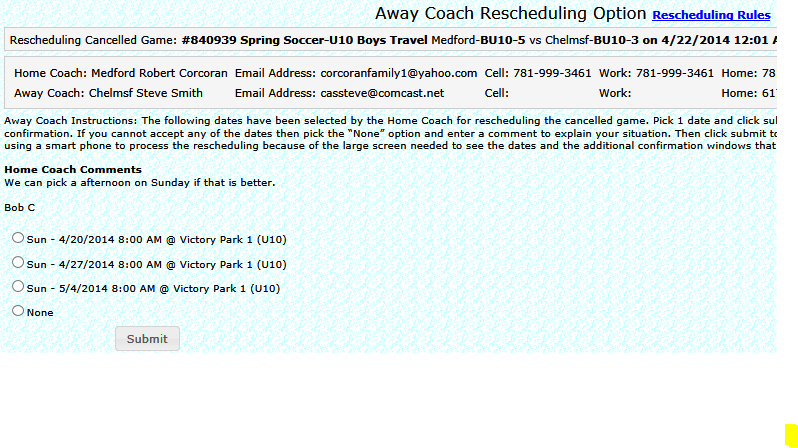 Away Coach Rescheduling Option Rescheduling Rules
Rescheduling Cancelled Game: #840939 Spring Soccer-U10 Boys Travel Medford-BU10-5 vs Chelmsf-BU10-3 on 4/22/2014 12:01
Home Coach: Medford Robert Corcoran Email Address: corcoranfamily1@yahoo.com Cell: 781-999-3461 Work: 781-999-3461 Home: 78
Away Coach: Chelmsf Steve Smith Email Address: cassteve@comcast.net Cell: Work: Home: 61
Away Coach Instructions: The following dates have been selected by the Home Coach for rescheduling the cancelled game. Pick 1 date and click
confirmation. If you cannot accept any of the dates then pick the "None" option and enter a comment to explain your situation. Then click submit
using a smart phone to process the rescheduling because of the large screen needed to see the dates and the additional confirmation windows that
Home Coach Comments
We can pick a afternoon on Sunday if that is better.
Bob C
Sun - 4/20/2014 8:00 AM @ Victory Park 1 (U10)
Sun - 4/27/2014 8:00 AM @ Victory Park 1 (U10)
Sun - 5/4/2014 8:00 AM @ Victory Park 1 (U10)
None
Submit